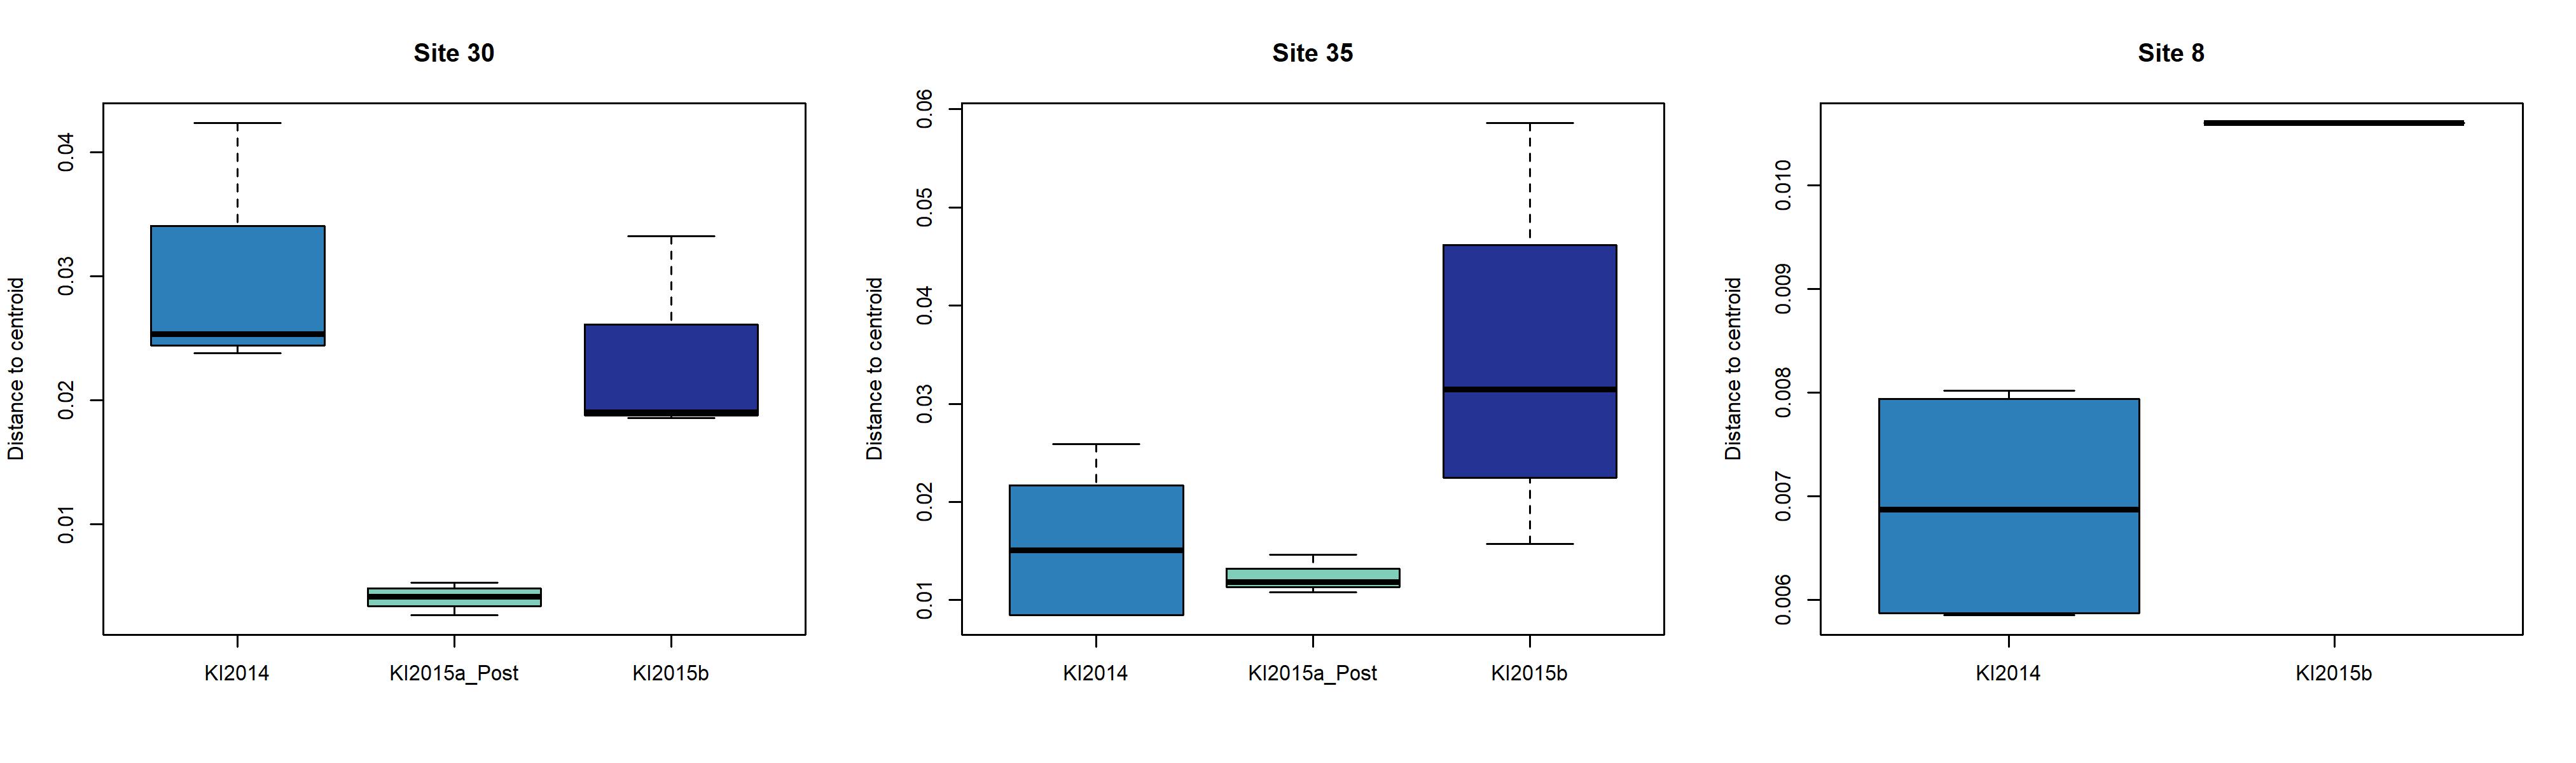 Site 30
Distance to centroid
0.04
0.03
0.02
0.01
KI2014
KI2015a_Post
KI2015b
Site 35
Distance to centroid
0.06
0.05
0.04
0.03
0.02
0.01
KI2014
KI2015a_Post
KI2015b
Site 8
Distance to centroid
0.010
0.009
0.008
0.007
0.006
KI2014
KI2015b